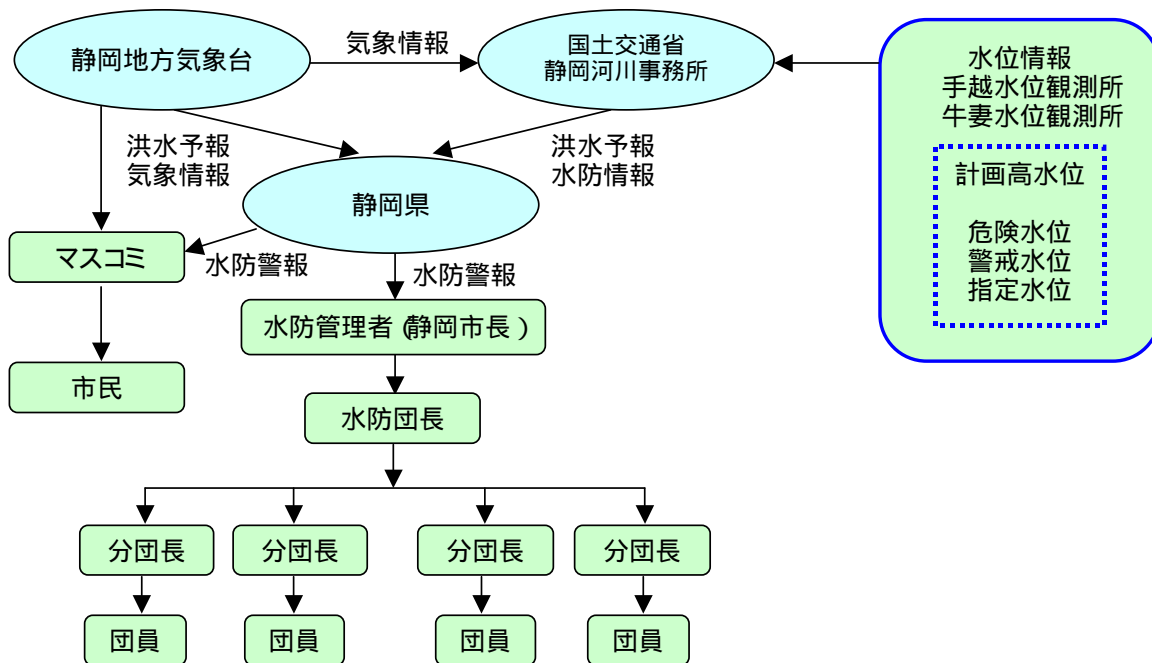 静岡地方気象台
気象情報
国土交通省
静岡河川事務所
水位情報
手越水位観測所
牛妻水位観測所
計画高水位
危険水位
警戒水位
指定水位
洪水予報
気象情報
洪水予報
水防情報
静岡県
マスコミ
水防警報
水防警報
水防管理者(静岡市長)
市民
水防団長
分団長
分団長
分団長
分団長
団員
団員
団員
団員